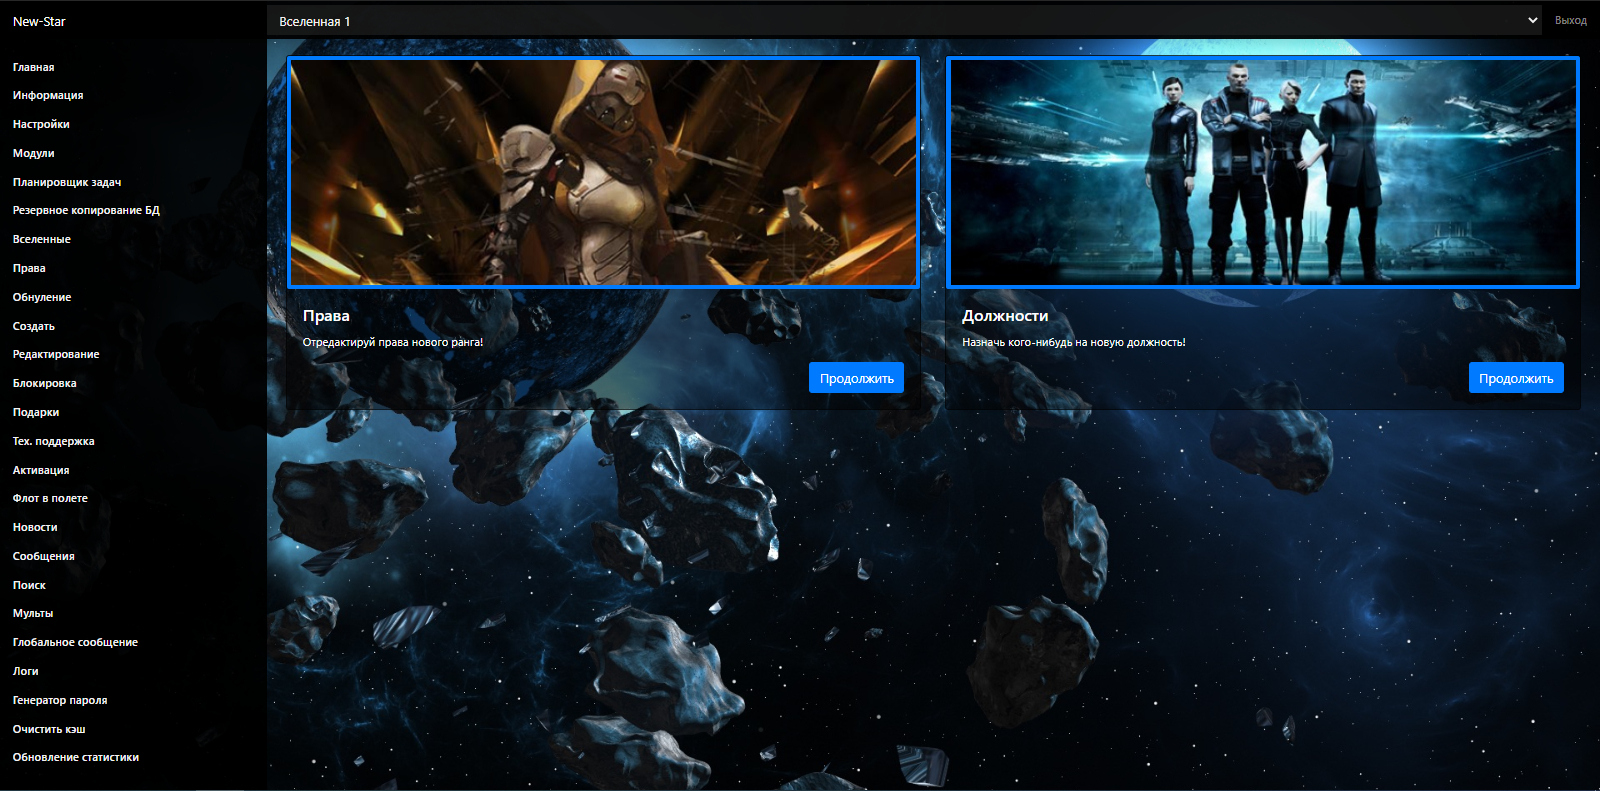 New-Star
Вселенная 1
Выход
Главная
Информация
Настройки
Модули
Планировщик задач
Резервное копирование БД
Вселенные
Права
Обнуление
Создать
Редактирование
Блокировка
Подарки
Тех. поддержка
Активация
Флот в полете
Новости
Сообщения
Поиск
Мульты
Глобальное сообщение
Логи
Генератор пароля
Очистить кэш
Обновление статистики
Права
Отредактируй права нового ранга!
Продолжить
Должности
Назначь кого-нибудь на новую должность!
Продолжить